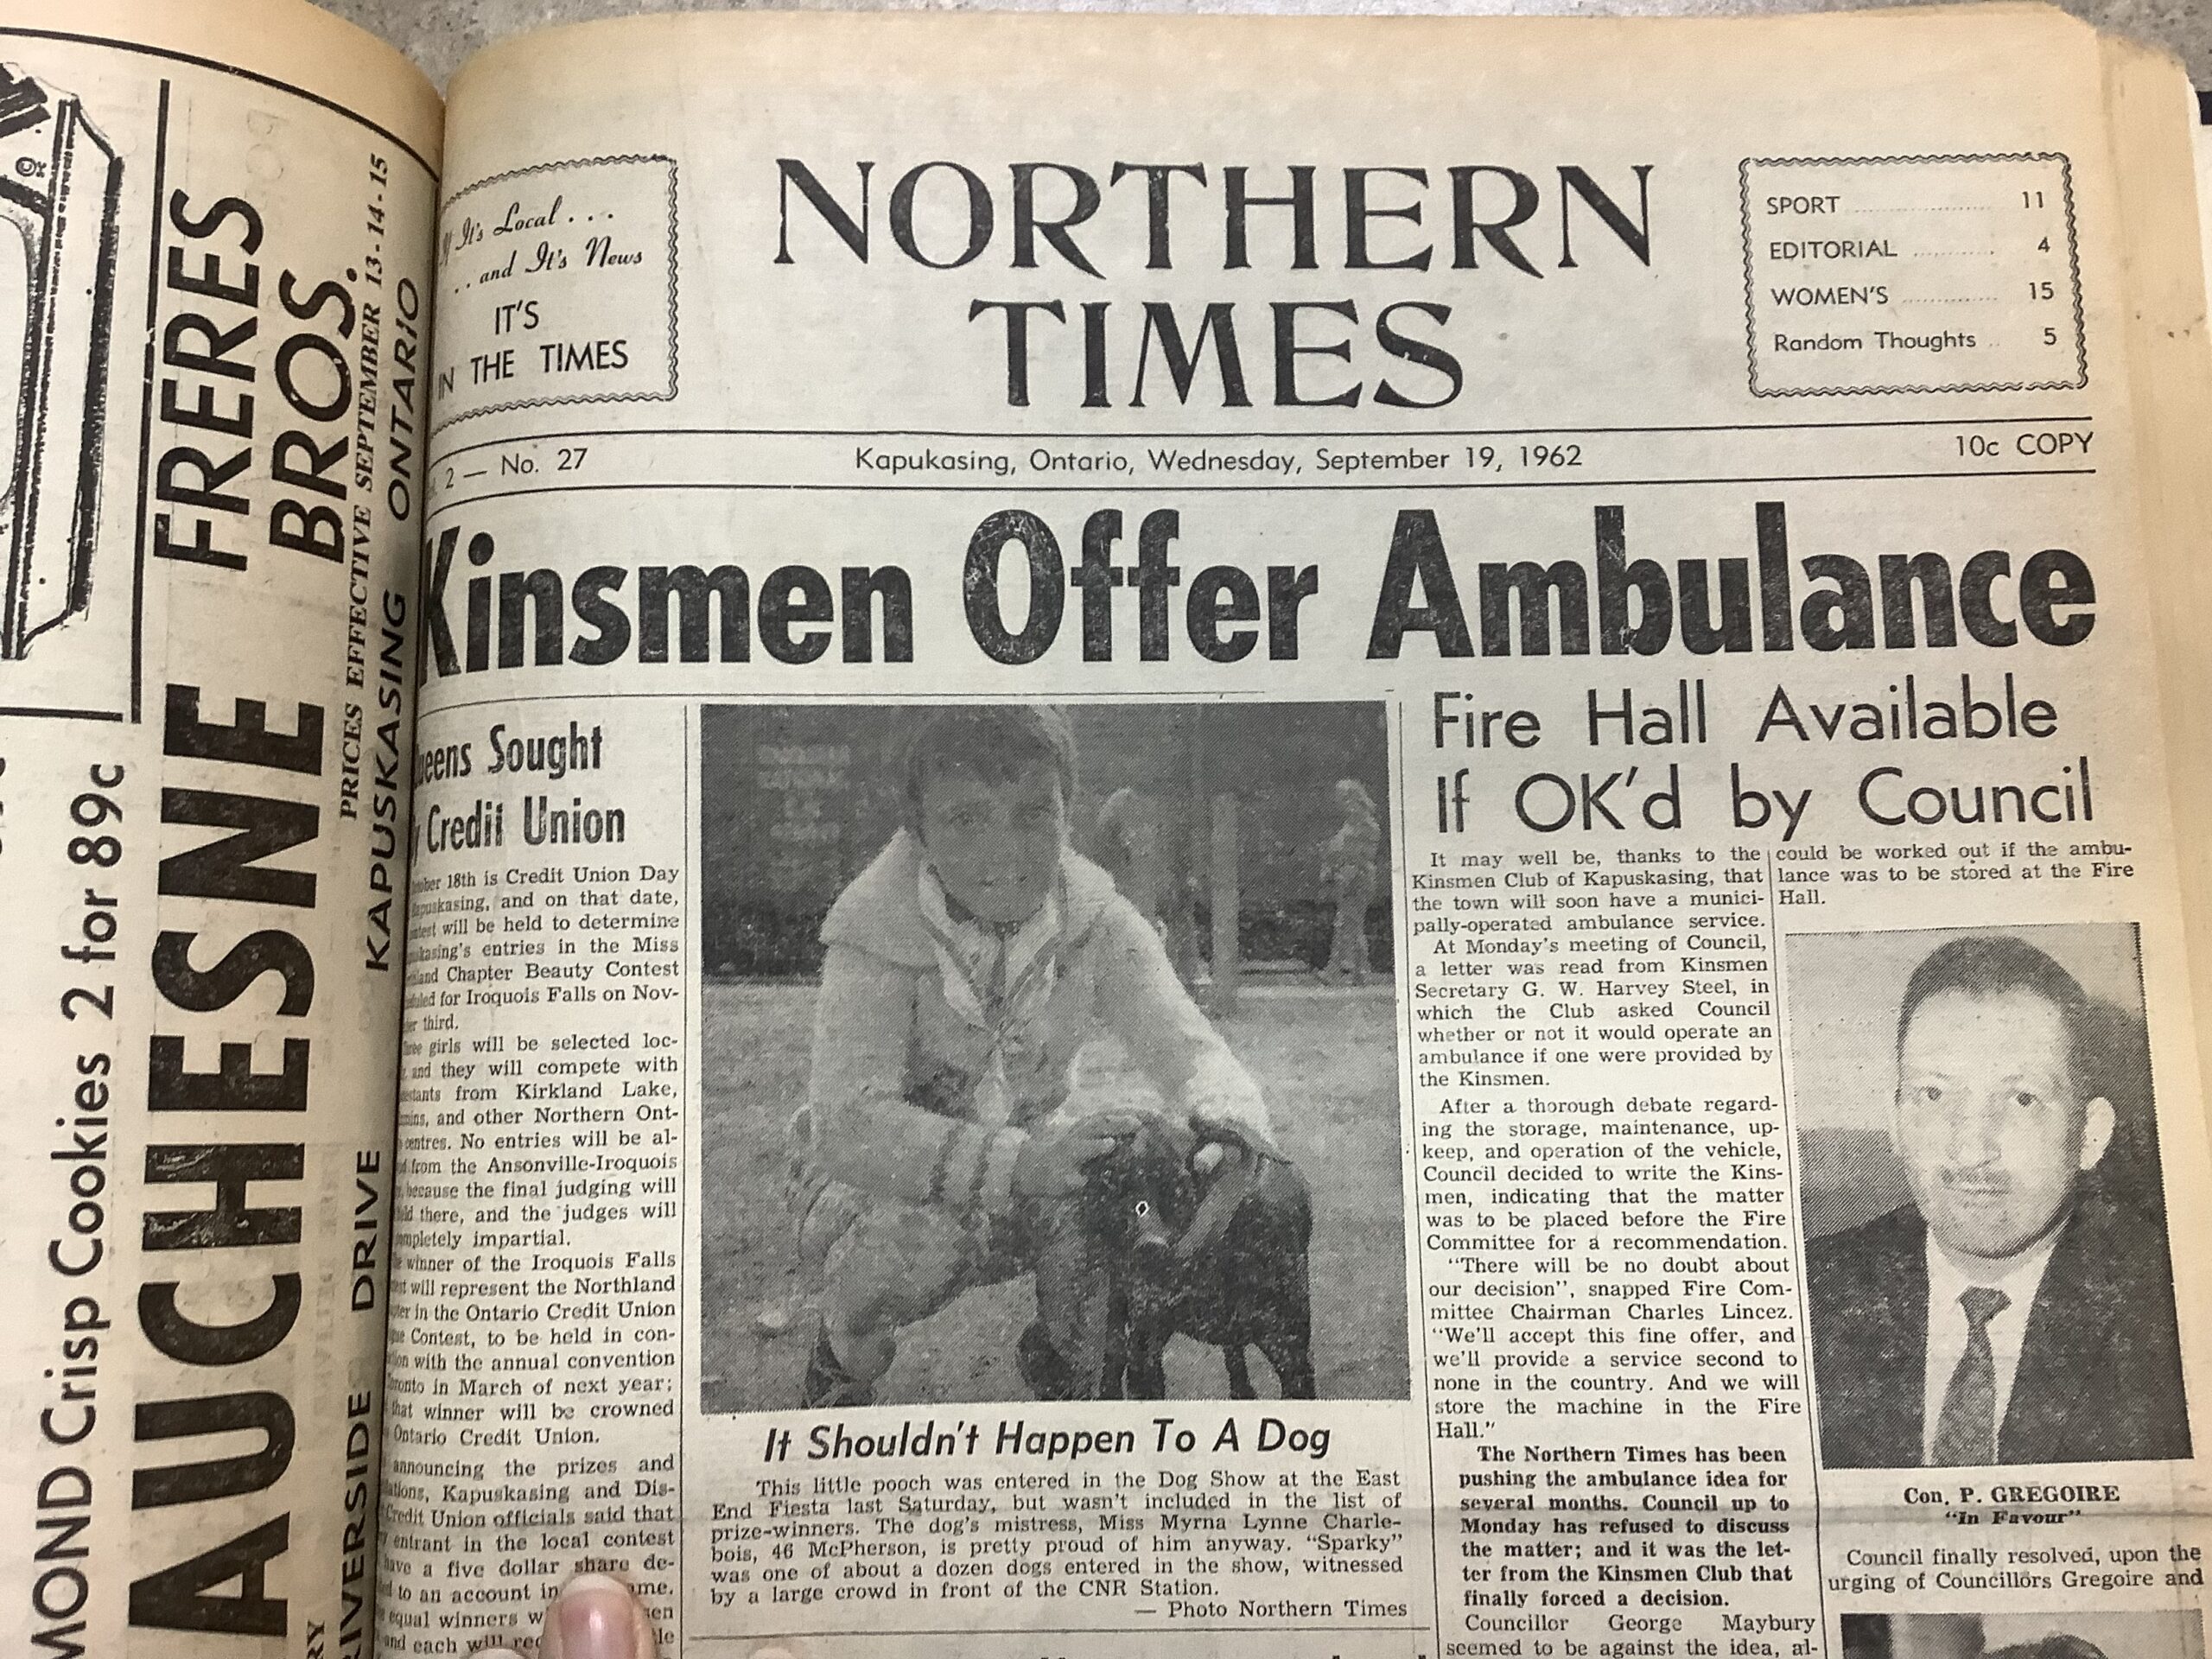 MOND Crisp Cookies 2 for 89c
AUCHESNE FRERES
BROS.
PRICES EFFECTIVE SEPTEMBER 13 - 14 - 15
RIVERSIDE DRIVE KAPUSKASING ONTARIO
It's Local . . .
. . and It's News
IT'S
IN THE TIMES
NORTHERN
TIMES
SPORT 11
EDITORIAL 4
WOMEN'S 15
Random Thoughts 5
2 — No. 27
Kapukasing, Ontario, Wednesday, September 19, 1962
10c COPY
Kinsmen Offer Ambulance
Sought
Credit Union
18th is Credit Union Day
and on that date,
will be held to determine
entries in the Miss
Chapter Beauty Contest
for Iroquois Falls on Nov-
third.
girls will be selected loc-
and they will compete with
from Kirkland Lake,
and other Northern Ont-
centres. No entries will be al-
from the Ansonville-Iroquois
because the final judging will
there, and the judges will
completely impartial.
winner of the Iroquois Falls
will represent the Northland
in the Ontario Credit Union
Contest, to be held in con-
with the annual convention
in March of next year;
that winner will be crowned
Ontario Credit Union.
announcing the prizes and
Kapuskasing and Dis-
Credit Union officials said that
entrant in the local contest
have a five dollar share de-
to an account in
equal winners
and each will
It Shouldn't Happen To A Dog
This little pooch was entered in the Dog Show at the East
End Fiesta last Saturday, but wasn't included in the list of
prize-winners. The dog's mistress, Miss Myrna Lynne Charle-
bois, 46 McPherson, is pretty proud of him anyway. "Sparky"
was one of about a dozen dogs entered in the show, witnessed
by a large crowd in front of the CNR Station.
— Photo Northern Times
Fire Hall Available
If OK'd by Council
It may well be, thanks to the
Kinsmen Club of Kapuskasing, that
the town will soon have a munici-
pally-operated ambulance service.
At Monday's meeting of Council,
a letter was read from Kinsmen
Secretary G. W. Harvey Steel, in
which the Club asked Council
whether or not it would operate an
ambulance if one were provided by
the Kinsmen.
After a thorough debate regard-
ing the storage, maintenance, up-
keep, and operation of the vehicle,
Council decided to write the Kins-
men, indicating that the matter
was to be placed before the Fire
Committee for a recommendation.
"There will be no doubt about
our decision", snapped Fire Com-
mittee Chairman Charles Lincez.
"We'll accept this fine offer, and
we'll provide a service second to
none in the country. And we will
store the machine in the Fire
Hall."
The Northern Times has been
pushing the ambulance idea for
several months. Council up to
Monday has refused to discuss
the matter; and it was the let-
ter from the Kinsmen Club that
finally forced a decision.
Councillor George Maybury
seemed to be against the idea, al-
could be worked out if the ambu-
lance was to be stored at the Fire
Hall.
Con. P. GREGOIRE
"In Favour"
Council finally resolved, upon the
urging of Councillors Gregoire and